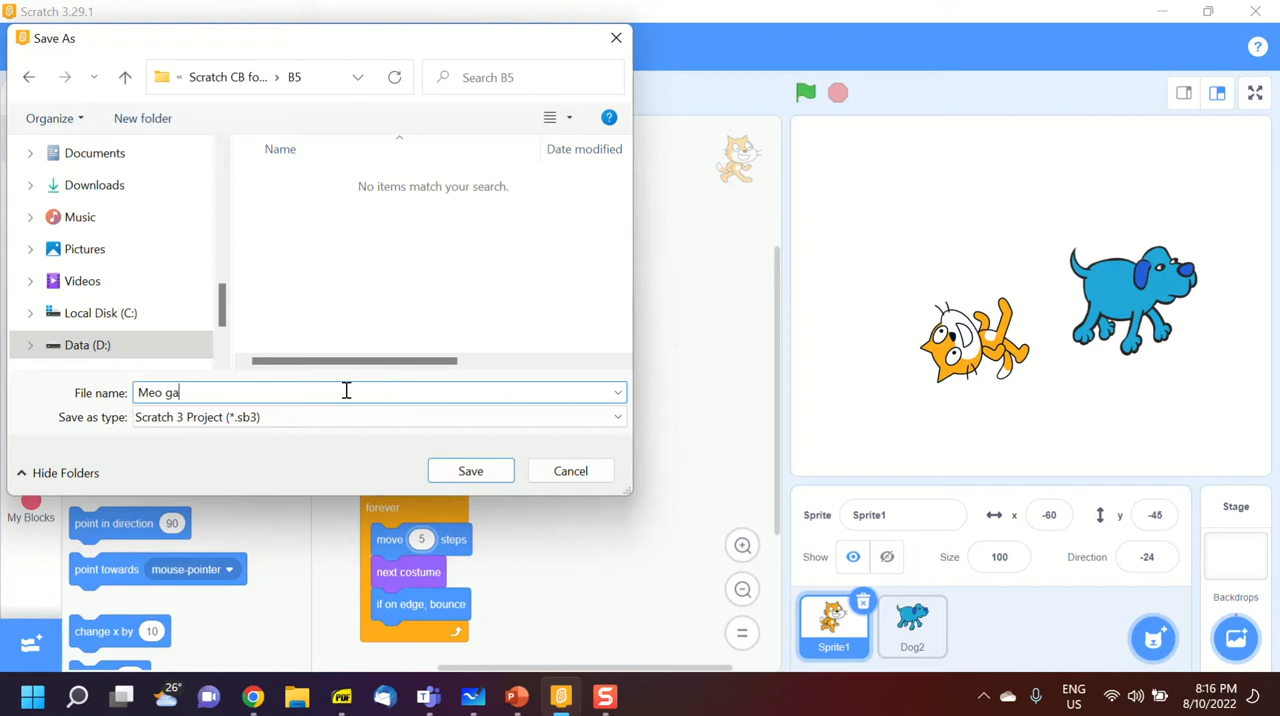 Scratch 3.29.1
Save As
« Scratch CB fo... > B5
Search B5
Organize
New folder
Documents
Downloads
Music
Pictures
Videos
Local Disk (C:)
Data (D:)
Name
Date modified
No items match your search.
File name: Meo ga
Save as type: Scratch 3 Project (*.sb3)
Hide Folders
Save
Cancel
My Blocks
point in direction 90
point towards mouse-pointer
change x by 10
forever
move 5 steps
next costume
if on edge, bounce
Sprite Sprite1 x -60 y -45
Show Size 100 Direction -24
Sprite1
Dog2
Stage
Backdrops
26°
PDF
ENG
US
8:16 PM
8/10/2022